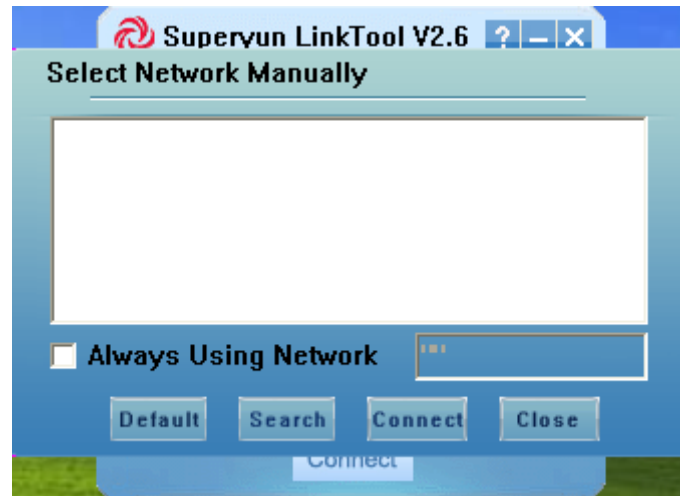 Superyun LinkTool V2.6 ? – X
Select Network Manually
Always Using Network
""
Default Search Connect Close
Connect